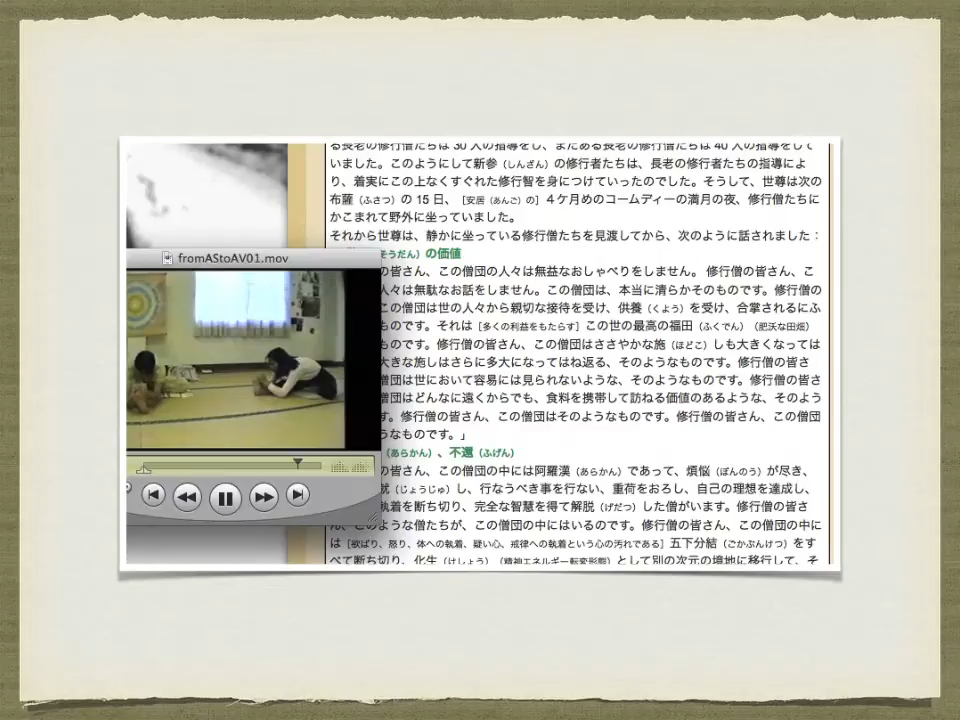 る長老の修行僧たちは 30 人の指導をし、またある長老の修行僧たちは 40 人の指導をして
いました。このようにして新参（しんざん）の修行者たちは、長老の修行者たちの指導によ
り、着実にこの上なくすぐれた修行智を身につけていったのでした。そうして、世尊は次の
布薩（ふさつ）の 15 日、［安居（あんご）の］４ケ月めのコームディーの満月の夜、修行僧たちに
かこまれて野外に坐っていました。
それから世尊は、静かに坐っている修行僧たちを見渡してから、次のように話されました：
fromAStoAV01.mov
そうだん）の価値
の皆さん、この僧団の人々は無益なおしゃべりをしません。 修行僧の皆さん、こ
人々は無駄なお話をしません。この僧団は、本当に清らかそのものです。修行僧の
この僧団は世の人々から親切な接待を受け、供養（くよう）を受け、合掌されるにふ
ものです。それは［多くの利益をもたらす］この世の最高の福田（ふくでん）（肥沃な田畑）
ものです。修行僧の皆さん、この僧団はささやかな施（ほどこ）しも大きくなっては
大きな施しはさらに多大になってはね返る、そのようなものです。修行僧の皆さ
僧団は世において容易には見られないような、そのようなものです。修行僧の皆さ
僧団はどんなに遠くからでも、食料を携帯して訪ねる価値のあるような、そのよう
す。修行僧の皆さん、この僧団はそのようなものです。修行僧の皆さん、この僧団
うなものです。」
（あらかん）、不還（ふげん）
の皆さん、この僧団の中には阿羅漢（あらかん）であって、煩悩（ぼんのう）が尽き、
就（じょうじゅ）し、行なうべき事を行ない、重荷をおろし、自己の理想を達成し、
執着を断ち切り、完全な智慧を得て解脱（げだつ）した僧がいます。修行僧の皆さ
ん、このような僧たちが、この僧団の中にはいるのです。修行僧の皆さん、この僧団の中に
は［欲ばり、怒り、体への執着、疑い心、戒律への執着という心の汚れである］五下分結（ごかぶんけつ）をす
べて断ち切り、化生（けしょう）（精神エネルギー転変形態）として別の次元の境地に移行して、そ